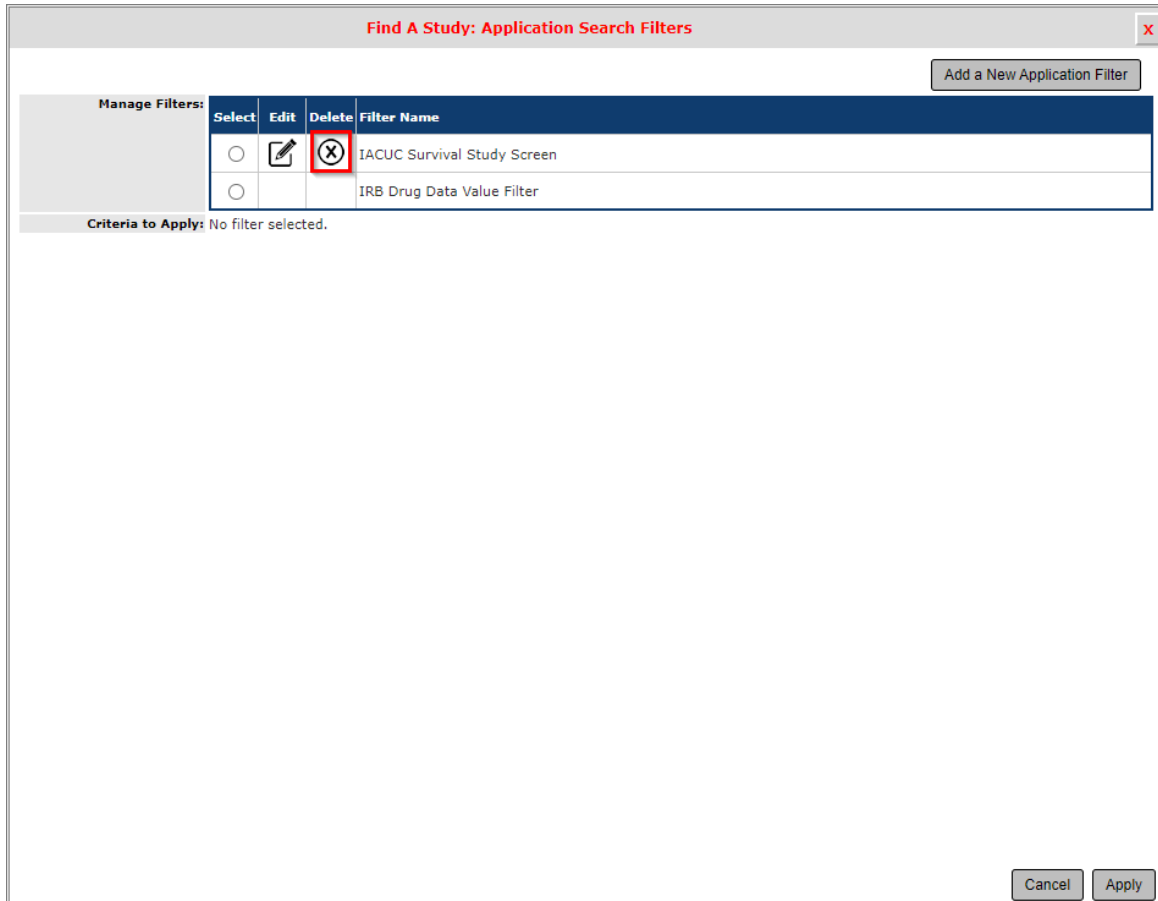 Find A Study: Application Search Filters
X
Add a New Application Filter
Manage Filters:
Select Edit Delete Filter Name
X IACUC Survival Study Screen
IRB Drug Data Value Filter
Criteria to Apply: No filter selected.
Cancel Apply